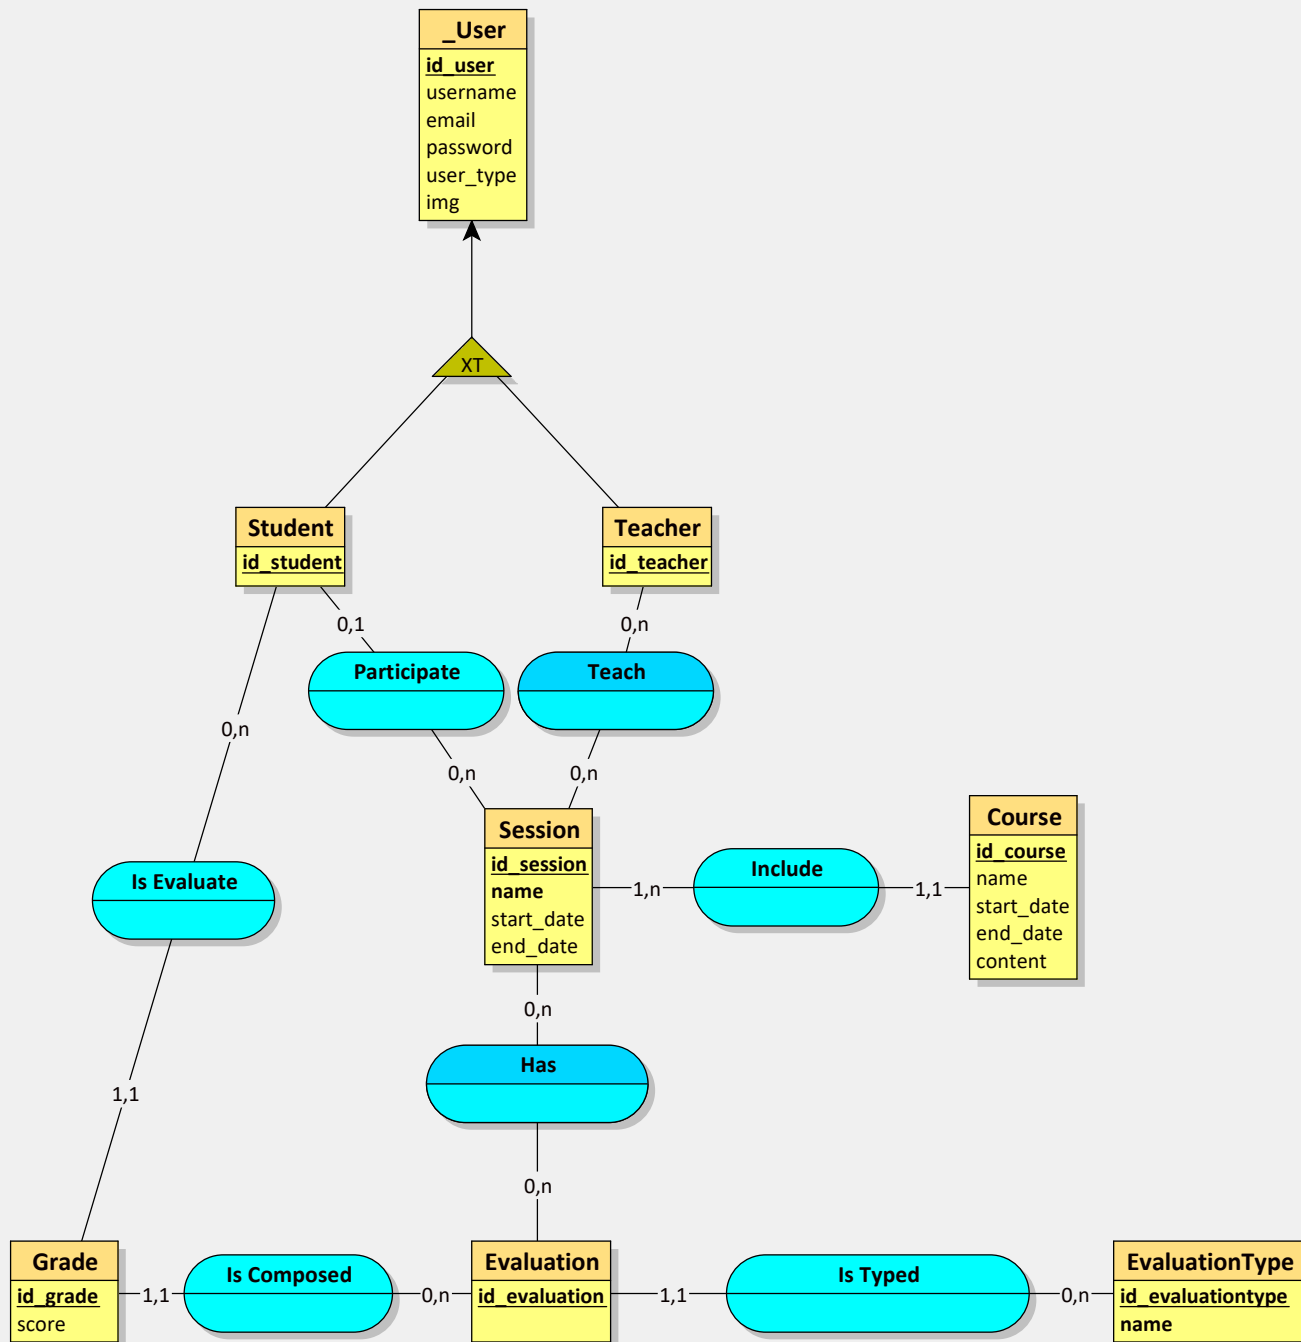 _User
id_user
username
email
password
user_type
img
XT
Student
id_student
Teacher
id_teacher
0,1
0,n
Participate
Teach
0,n
0,n
0,n
Session
id_session
name
start_date
end_date
Course
id_course
name
start_date
end_date
content
Include
1,n
1,1
Is Evaluate
0,n
Has
1,1
0,n
Grade
id_grade
score
Is Composed
1,1
0,n
Evaluation
id_evaluation
Is Typed
1,1
0,n
EvaluationType
id_evaluationtype
name